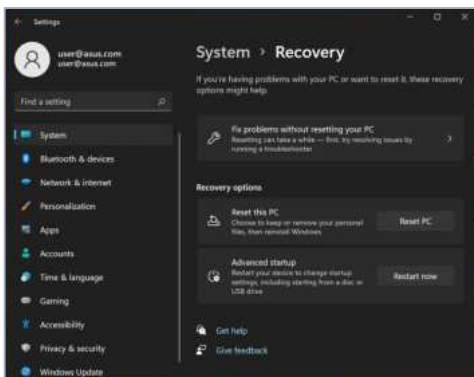 Settings
user@asus.com
user@asus.com
Find a setting
System
Bluetooth & devices
Network & internet
Personalization
Apps
Accounts
Time & language
Gaming
Accessibility
Privacy & security
Windows Update
System > Recovery
If you're having problems with your PC or want to reset it, these recovery
options might help.
Fix problems without resetting your PC
Resetting can take a while — first, try resolving issues by
running a troubleshooter
Recovery options
Reset this PC
Choose to keep or remove your personal
files, then reinstall Windows
Reset PC
Advanced startup
Restart your device to change startup
settings, including starting from a disc or
USB drive
Restart now
Get help
Give feedback